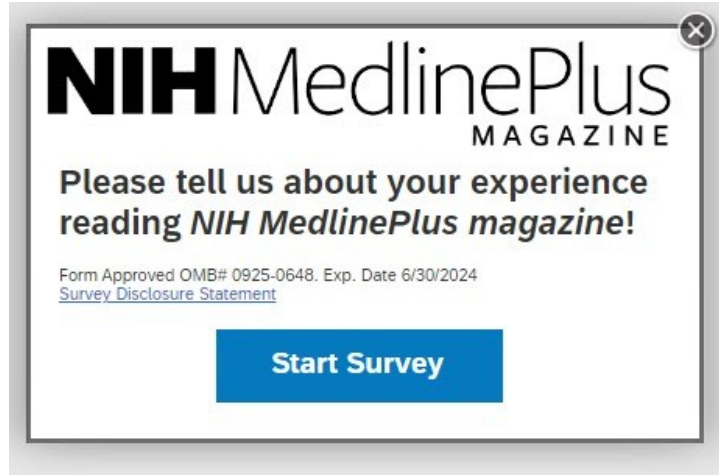 NIH MedlinePlus
MAGAZINE
Please tell us about your experience
reading NIH MedlinePlus magazine!
Form Approved OMB# 0925-0648. Exp. Date 6/30/2024
Survey Disclosure Statement
Start Survey